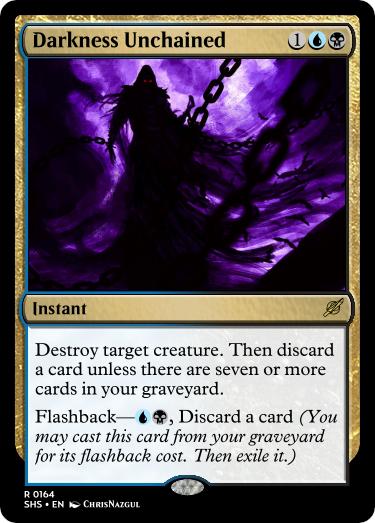 Darkness Unchained 1
Instant
Destroy target creature. Then discard
a card unless there are seven or more
cards in your graveyard.
Flashback—, Discard a card (You
may cast this card from your graveyard
for its flashback cost. Then exile it.)
R 0164
SHS • EN ChrisNazgul